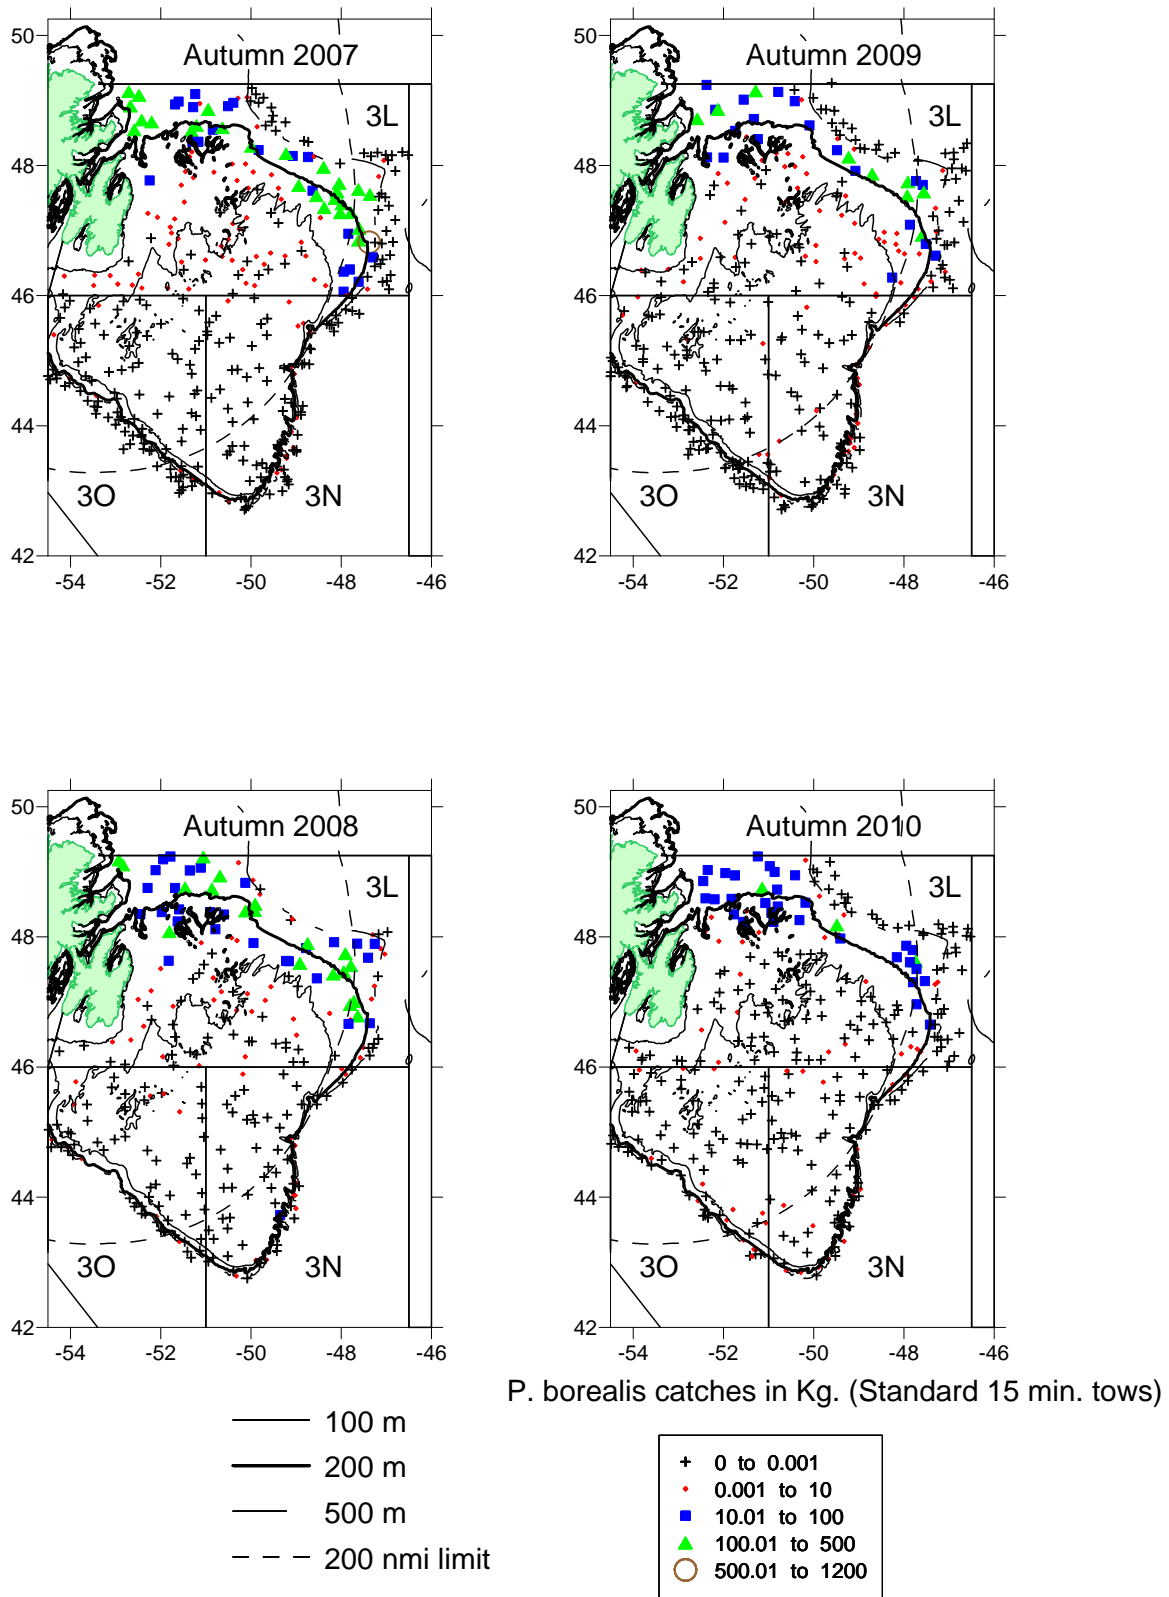 Autumn 2007
50
48
46
44
42
3L
3O
3N
-54
-52
-50
-48
-46
Autumn 2009
50
48
46
44
42
3L
3O
3N
-54
-52
-50
-48
-46
Autumn 2008
50
48
46
44
42
3L
3O
3N
-54
-52
-50
-48
-46
Autumn 2010
50
48
46
44
42
3L
3O
3N
-54
-52
-50
-48
-46
P. borealis catches in Kg. (Standard 15 min. tows)
100 m
200 m
500 m
200 nmi limit
0 to 0.001
0.001 to 10
10.01 to 100
100.01 to 500
500.01 to 1200